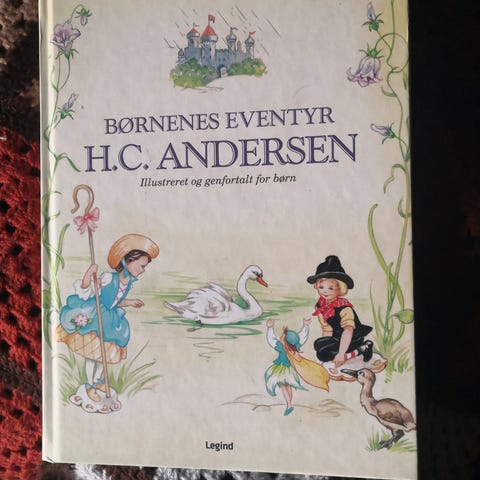 BØRNENES EVENTYR
H.C. ANDERSEN
Illustreret og genfortalt for børn
Legind